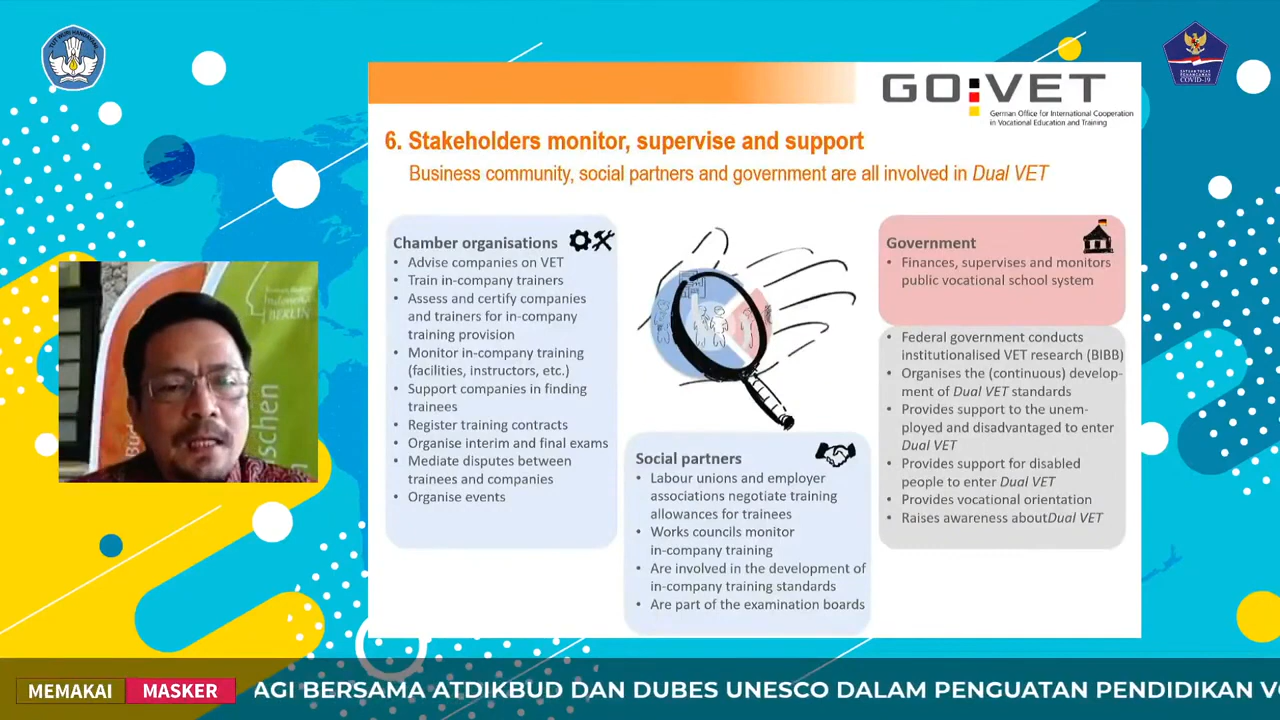 TUT WURI HANDAYANI
COVID-19
GO:VET
German Office for International Cooperation
in Vocational Education and Training
6. Stakeholders monitor, supervise and support
Business community, social partners and government are all involved in Dual VET
Chamber organisations
• Advise companies on VET
• Train in-company trainers
• Assess and certify companies
and trainers for in-company
training provision
• Monitor in-company training
(facilities, instructors, etc.)
• Support companies in finding
trainees
• Register training contracts
• Organise interim and final exams
• Mediate disputes between
trainees and companies
• Organise events
Social partners
• Labour unions and employer
associations negotiate training
allowances for trainees
• Works councils monitor
in-company training
• Are involved in the development of
in-company training standards
• Are part of the examination boards
Government
• Finances, supervises and monitors
public vocational school system
• Federal government conducts
institutionalised VET research (BIBB)
• Organises the (continuous) develop-
ment of Dual VET standards
• Provides support to the unem-
ployed and disadvantaged to enter
Dual VET
• Provides support for disabled
people to enter Dual VET
• Provides vocational orientation
• Raises awareness aboutDual VET
BERLIN
MEMAKAI MASKER AGI BERSAMA ATDIKBUD DAN DUBES UNESCO DALAM PENGUATAN PENDIDIKAN V